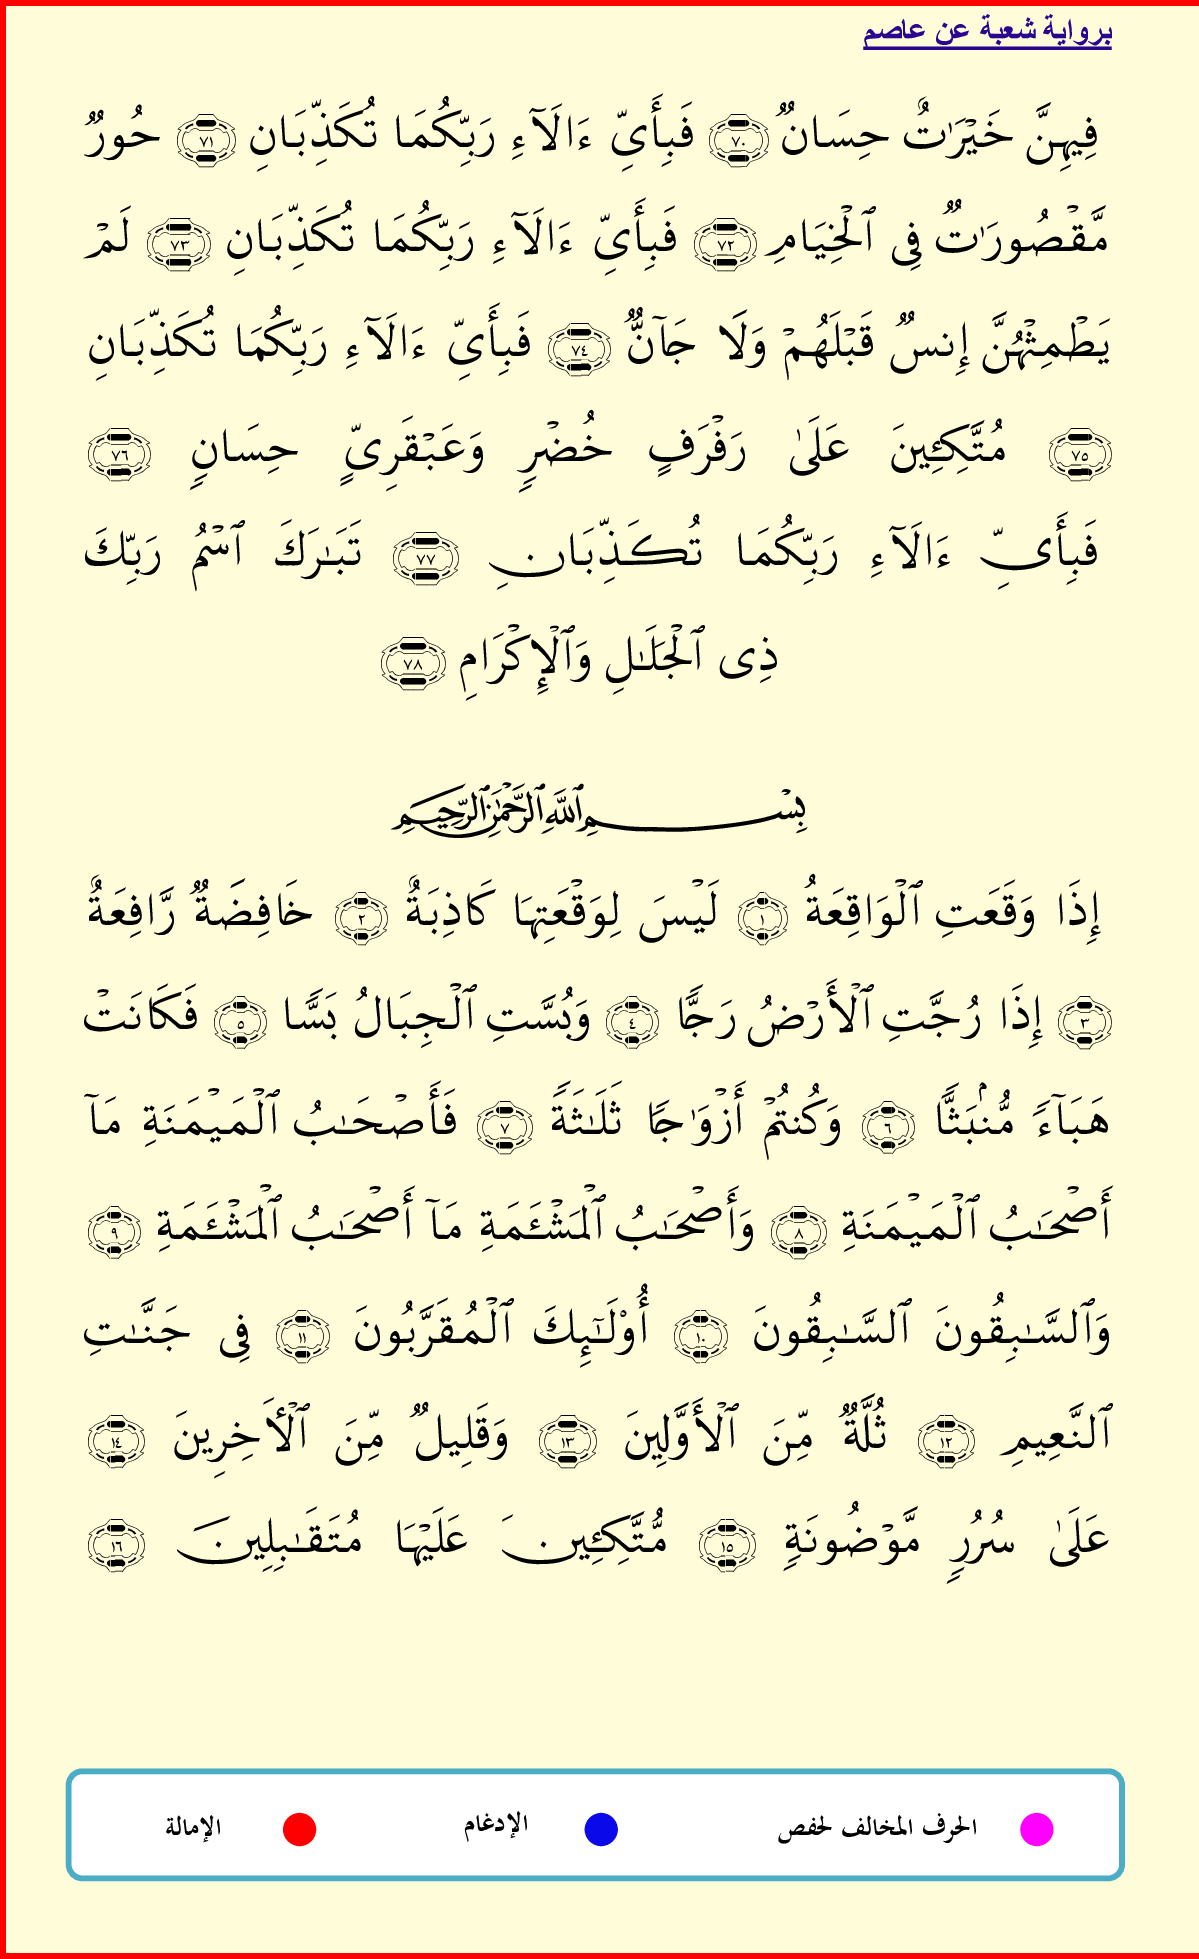 برواية شعبة عن عاصم
فِيهِنَّ خَيۡرَٰتٌ حِسَانٞ ٧٠ فَبِأَيِّ ءَالَآءِ رَبِّكُمَا تُكَذِّبَانِ ٧١ حُورٞ
مَّقۡصُورَٰتٞ فِي ٱلۡخِيَامِ ٧٢ فَبِأَيِّ ءَالَآءِ رَبِّكُمَا تُكَذِّبَانِ ٧٣ لَمۡ
يَطۡمِثۡهُنَّ إِنسٞ قَبۡلَهُمۡ وَلَا جَآنّٞ ٧٤ فَبِأَيِّ ءَالَآءِ رَبِّكُمَا تُكَذِّبَانِ
٧٥ مُتَّكِـِٔينَ عَلَىٰ رَفۡرَفٍ خُضۡرٖ وَعَبۡقَرِيٍّ حِسَانٖ ٧٦
فَبِأَيِّ ءَالَآءِ رَبِّكُمَا تُكَذِّبَانِ ٧٧ تَبَٰرَكَ ٱسۡمُ رَبِّكَ
ذِي ٱلۡجَلَٰلِ وَٱلۡإِكۡرَامِ ٧٨
بِسۡمِ ٱللَّهِ ٱلرَّحۡمَٰنِ ٱلرَّحِيمِ
إِذَا وَقَعَتِ ٱلۡوَاقِعَةُ ١ لَيۡسَ لِوَقۡعَتِهَا كَاذِبَةٌ ٢ خَافِضَةٞ رَّافِعَةٌ
٣ إِذَا رُجَّتِ ٱلۡأَرۡضُ رَجّٗا ٤ وَبُسَّتِ ٱلۡجِبَالُ بَسّٗا ٥ فَكَانَتۡ
هَبَآءٗ مُّنۢبَثّٗا ٦ وَكُنتُمۡ أَزۡوَٰجٗا ثَلَٰثَةٗ ٧ فَأَصۡحَٰبُ ٱلۡمَيۡمَنَةِ مَآ
أَصۡحَٰبُ ٱلۡمَيۡمَنَةِ ٨ وَأَصۡحَٰبُ ٱلۡمَشۡـَٔمَةِ مَآ أَصۡحَٰبُ ٱلۡمَشۡـَٔمَةِ ٩
وَٱلسَّٰبِقُونَ ٱلسَّٰبِقُونَ ١٠ أُوْلَٰٓئِكَ ٱلۡمُقَرَّبُونَ ١١ فِي جَنَّٰتِ
ٱلنَّعِيمِ ١٢ ثُلَّةٞ مِّنَ ٱلۡأَوَّلِينَ ١٣ وَقَلِيلٞ مِّنَ ٱلۡأٓخِرِينَ ١٤
عَلَىٰ سُرُرٖ مَّوۡضُونَةٖ ١٥ مُّتَّكِـِٔينَ عَلَيۡهَا مُتَقَٰبِلِينَ ١٦
الحرف المخالف لحفص الإدغام الإمالة